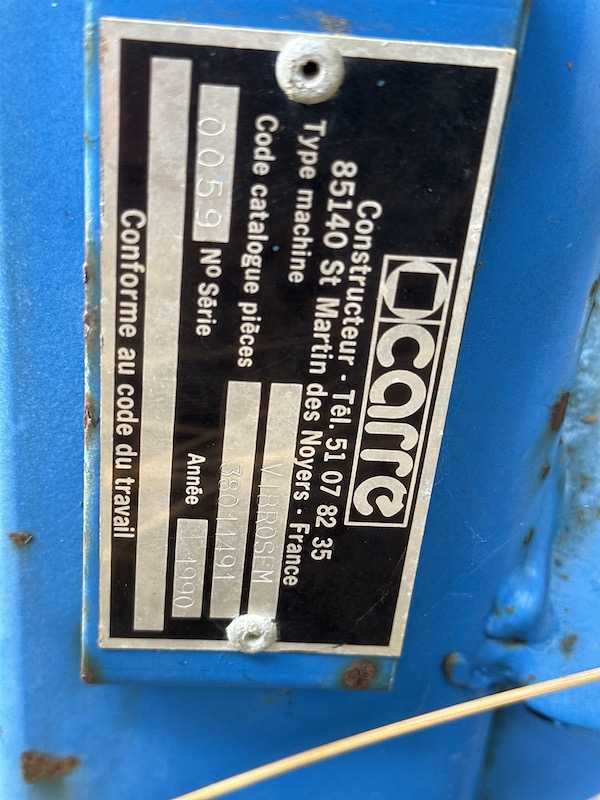 carre
Constructeur - Tél. 51 07 82 35
85140 St Martin des Noyers - France
Type machine VIBROSEM
Code catalogue pièces 38011491
0059 N° Série Année 1990
Conforme au code du travail